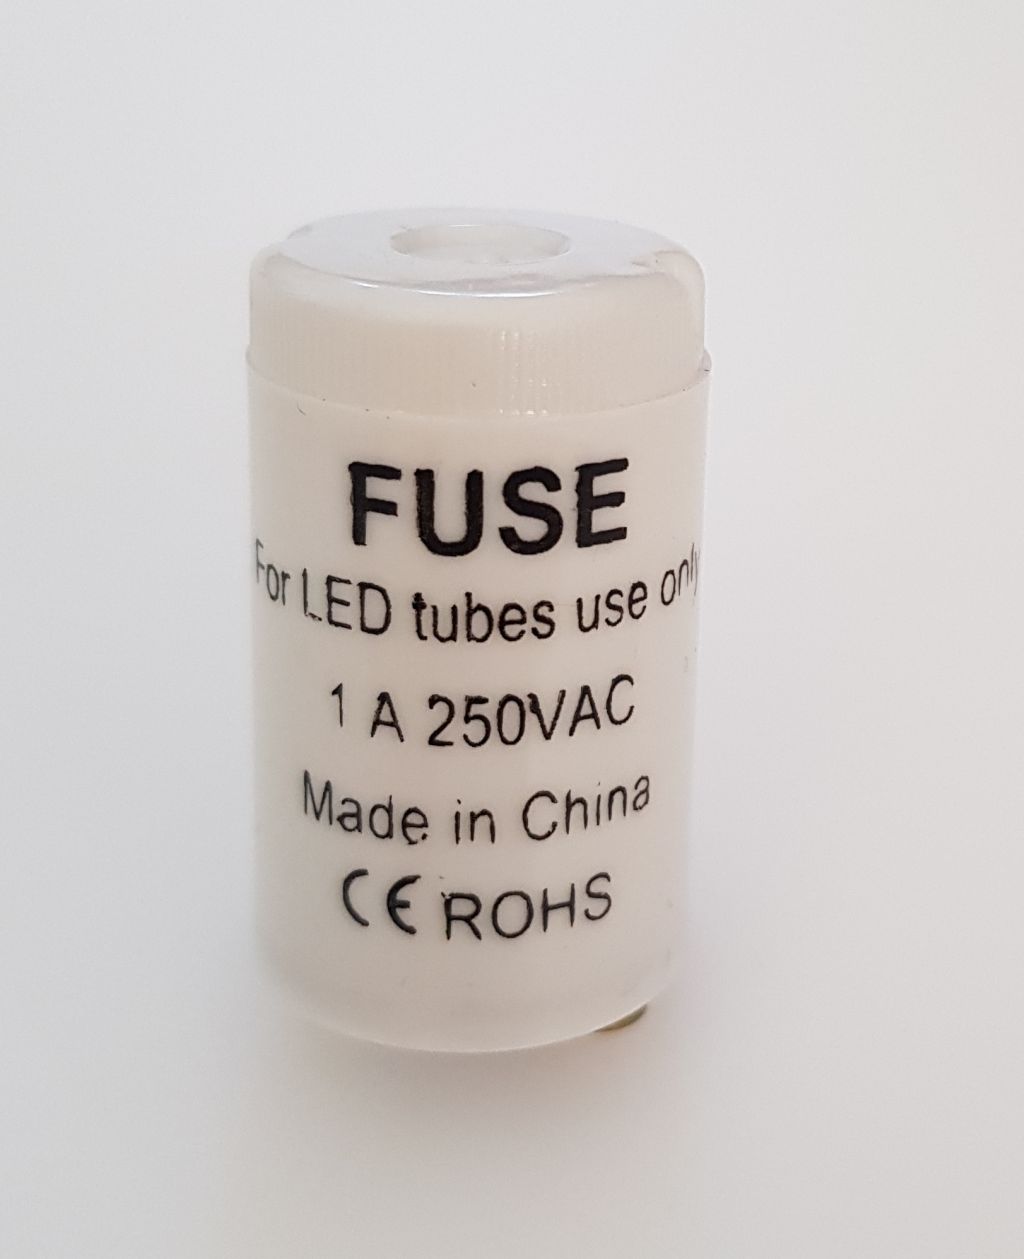 FUSE
For LED tubes use only
1 A 250VAC
Made in China
CE ROHS